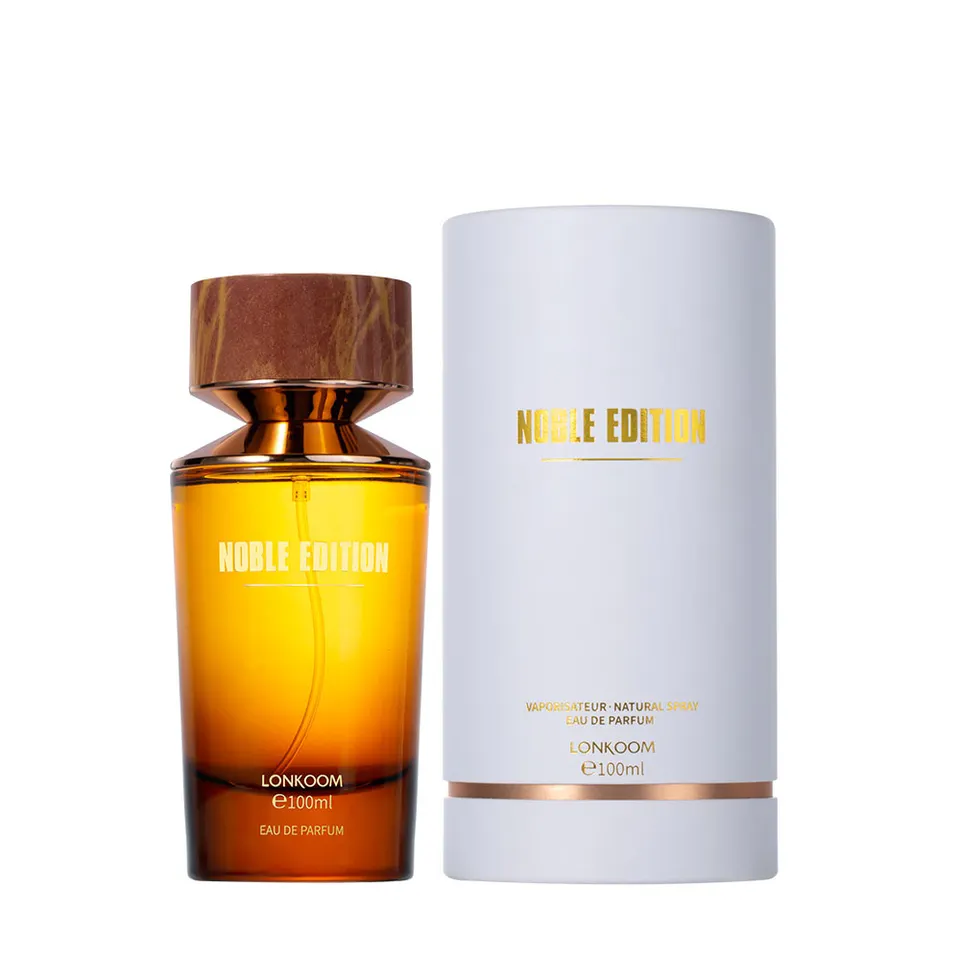 NOBLE EDITION
LONKOOM
℮100ml
EAU DE PARFUM
NOBLE EDITION
VAPORISATEUR·NATURAL SPRAY
EAU DE PARFUM
LONKOOM
℮100ml